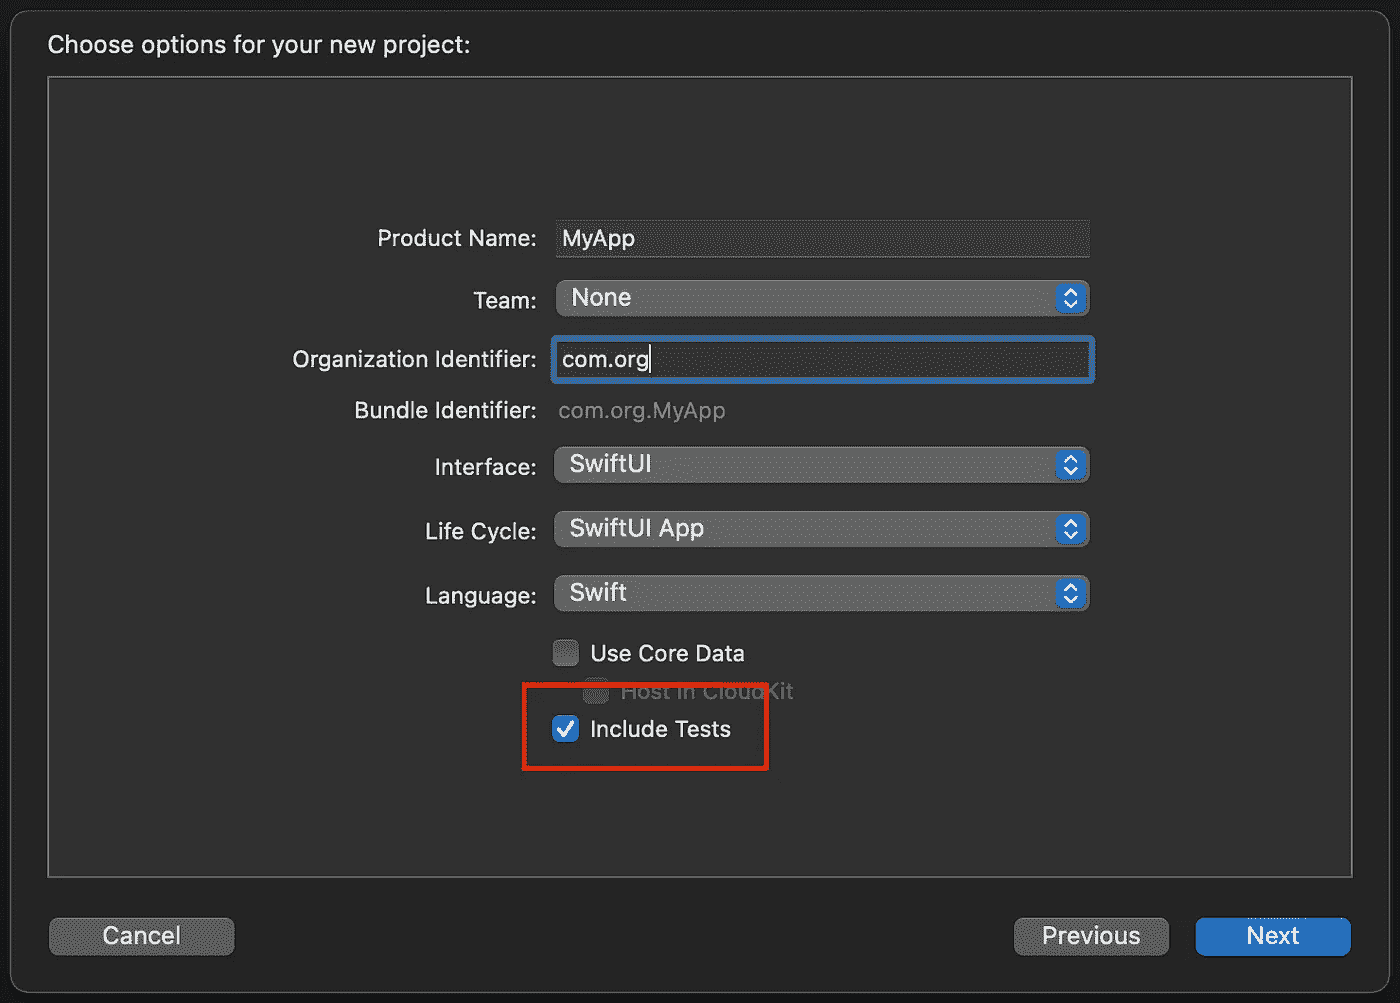 Choose options for your new project:
Product Name: MyApp
Team: None
Organization Identifier: com.org
Bundle Identifier: com.org.MyApp
Interface: SwiftUI
Life Cycle: SwiftUI App
Language: Swift
Use Core Data
Host in CloudKit
Include Tests
Cancel Previous Next